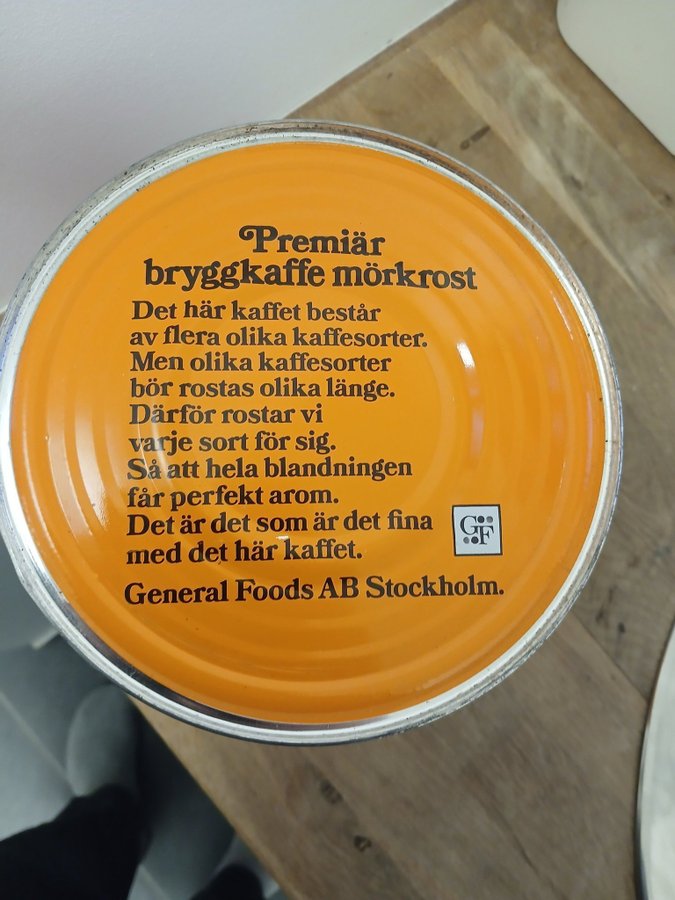 Premiär
bryggkaffe mörkrost
Det här kaffet består
av flera olika kaffesorter.
Men olika kaffesorter
bör rostas olika länge.
Därför rostar vi
varje sort för sig.
Så att hela blandningen
får perfekt arom.
Det är det som är det fina
med det här kaffet.
GF
General Foods AB Stockholm.